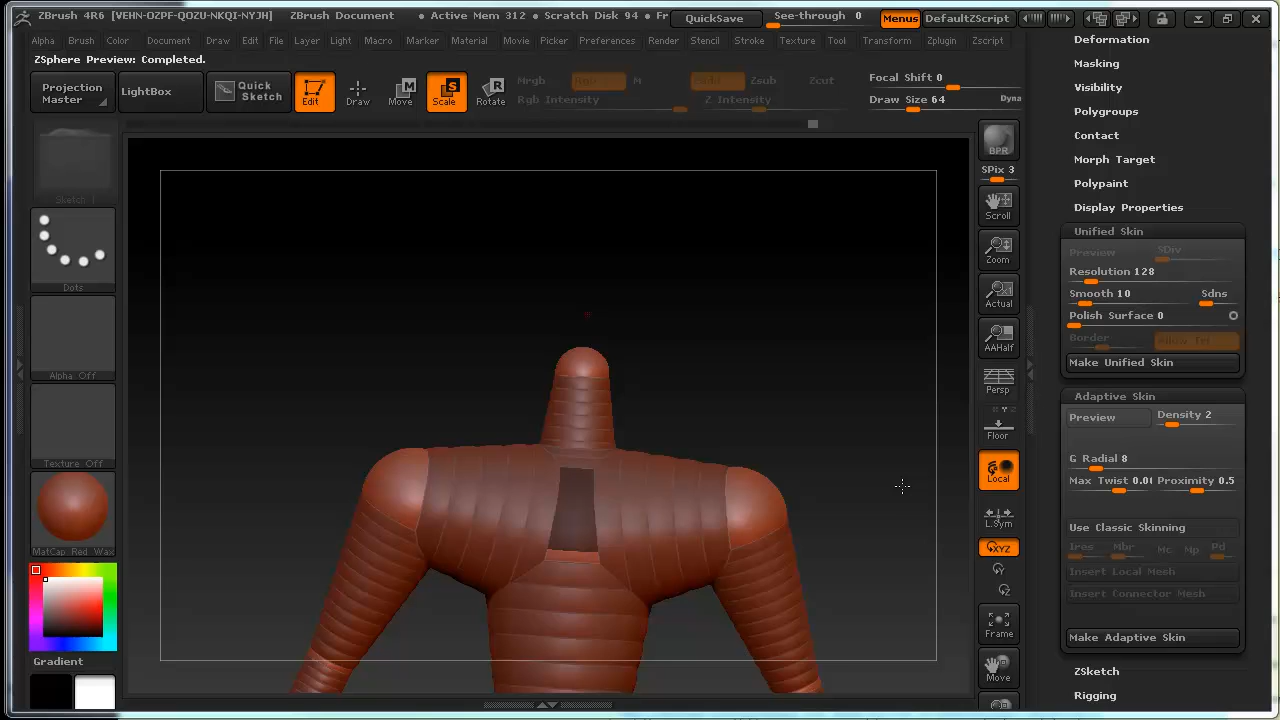 ZBrush 4R6 [VEHN-OZPF-QOZU-NKQI-NYJH] ZBrush Document • Active Mem 312 • Scratch Disk 94 • Fr QuickSave See-through 0 Menus DefaultZScript
Alpha Brush Color Document Draw Edit File Layer Light Macro Marker Material Movie Picker Preferences Render Stencil Stroke Texture Tool Transform Zplugin Zscript
ZSphere Preview: Completed.
Projection Master
LightBox
Quick Sketch
Edit
Draw
Move
Scale
Rotate
Mrgb
M
Zsub
Zcut
Rgb Intensity
Z Intensity
Focal Shift 0
Draw Size 64
Dyna
Sketch 1
Dots
Alpha Off
Texture Off
MatCap Red Wax
Gradient
BPR
SPix 3
Scroll
Zoom
Actual
AAHalf
Persp
Floor
Local
L.Sym
XYZ
Y
Z
Frame
Move
Deformation
Masking
Visibility
Polygroups
Contact
Morph Target
Polypaint
Display Properties
Unified Skin
Preview
SDiv
Resolution 128
Smooth 10
Sdns
Polish Surface 0
Border
Allow Tri
Make Unified Skin
Adaptive Skin
Preview
Density 2
G Radial 8
Max Twist 0.0
Proximity 0.5
Use Classic Skinning
Ires
Mbr
Mc
Mp
Pd
Insert Local Mesh
Insert Connector Mesh
Make Adaptive Skin
ZSketch
Rigging